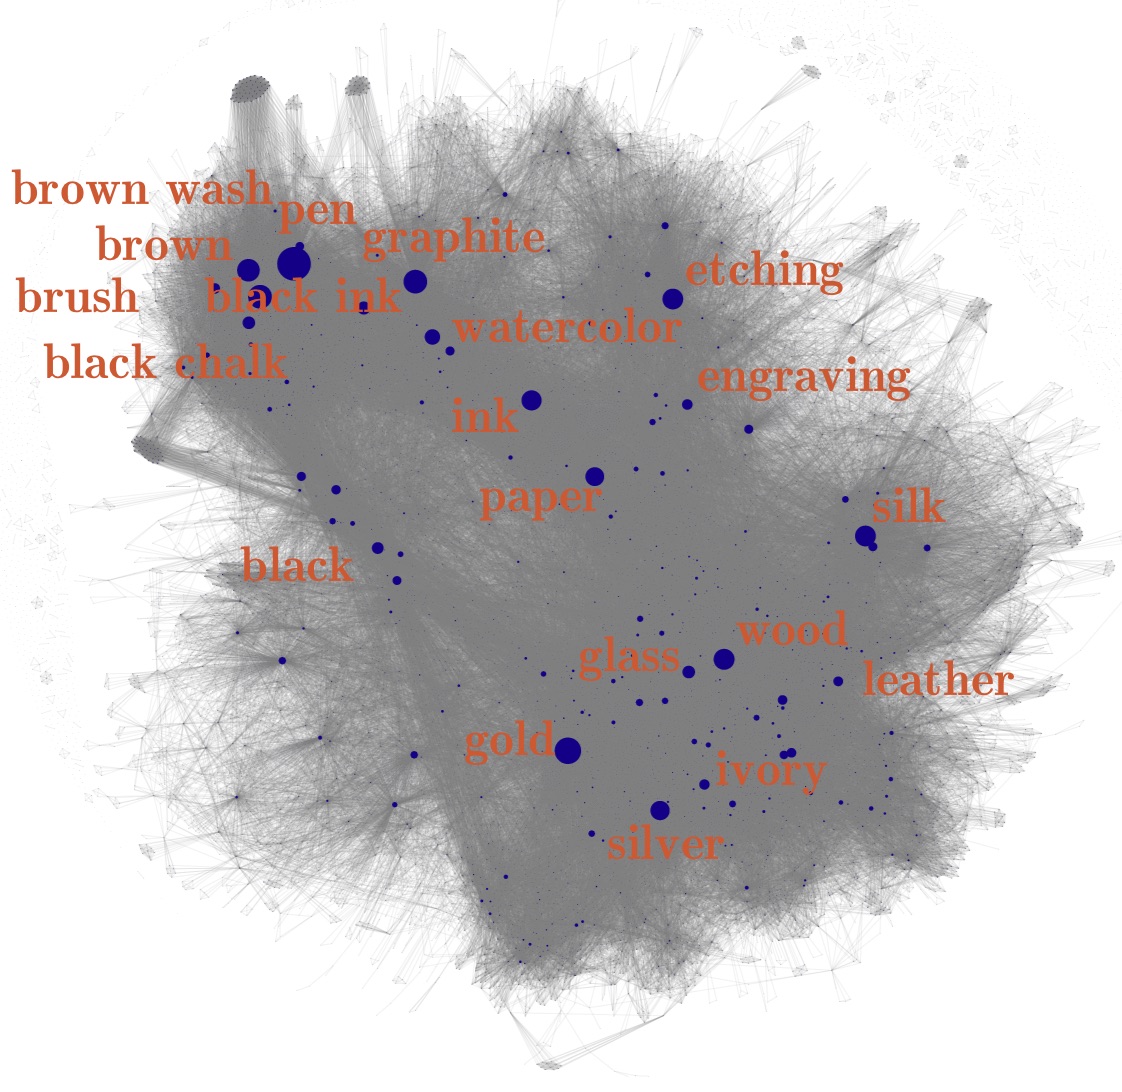 brown wash
pen
graphite
brown
etching
brush
black ink
watercolor
black chalk
engraving
ink
paper
silk
black
wood
glass
leather
gold
ivory
silver